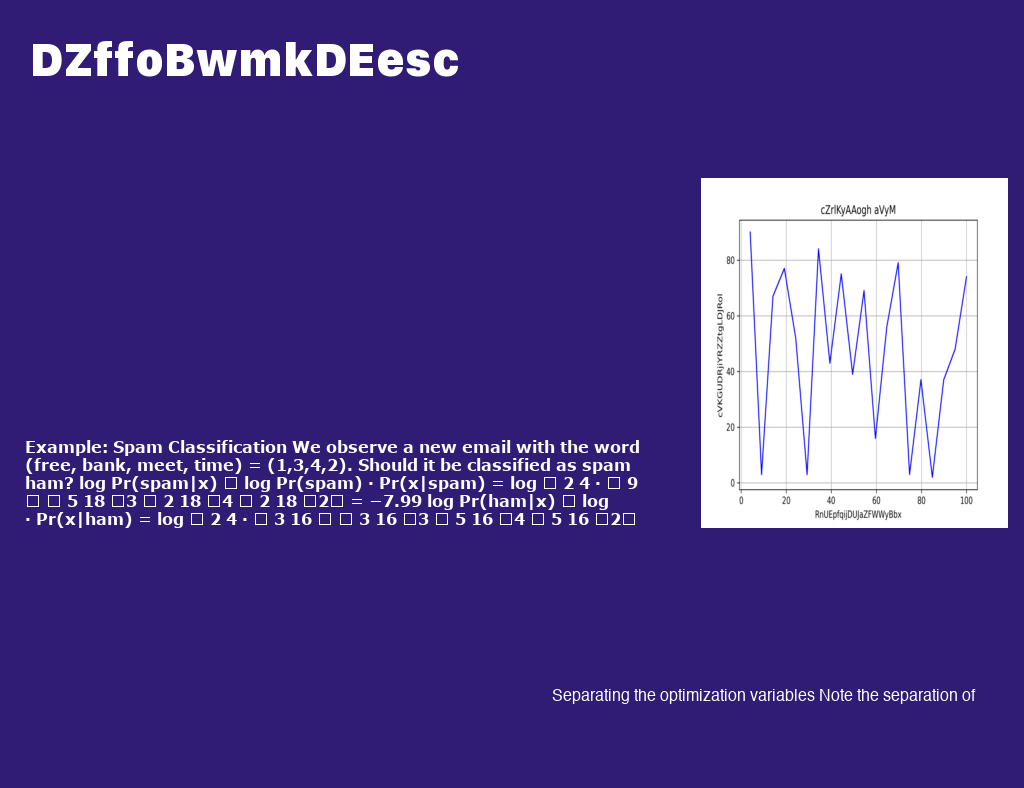 DZffoBwmkDEesc
cZrlKyAAogh aVyM
80
60
40
20
0
cVKGUDRjiYRZZtgLDJRol
0 20 40 60 80 100
RnUEpfqijDUJaZFWWyBbx
Example: Spam Classification We observe a new email with the word
(free, bank, meet, time) = (1,3,4,2). Should it be classified as spam
ham? log Pr(spam|x) □ log Pr(spam) · Pr(x|spam) = log □ 2 4 · □ 9
□ □ 5 18 □3 □ 2 18 □4 □ 2 18 □2□ = −7.99 log Pr(ham|x) □ log
· Pr(x|ham) = log □ 2 4 · □ 3 16 □ □ 3 16 □3 □ 5 16 □4 □ 5 16 □2□
Separating the optimization variables Note the separation of